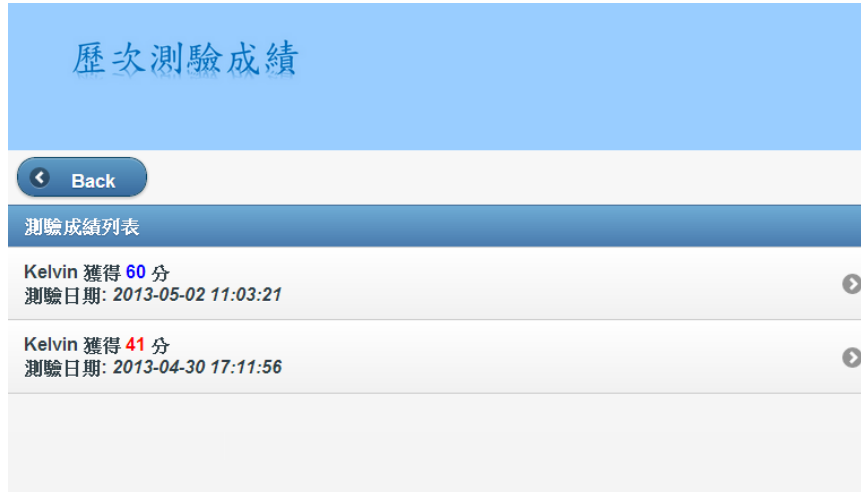 歷次測驗成績
Back
測驗成績列表
Kelvin 獲得 60 分
測驗日期: 2013-05-02 11:03:21
Kelvin 獲得 41 分
測驗日期: 2013-04-30 17:11:56